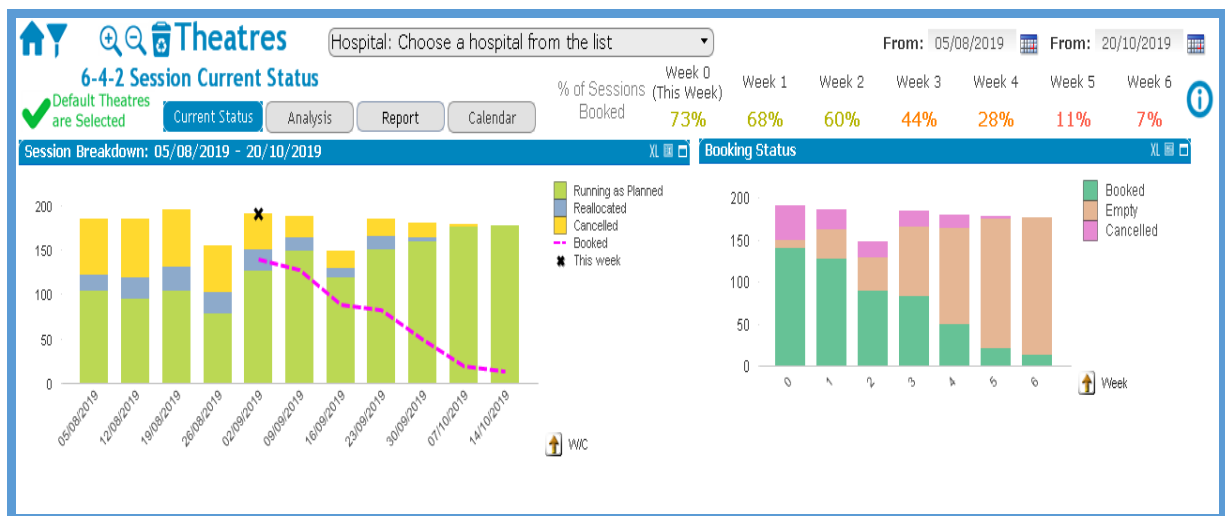 Theatres
Hospital: Choose a hospital from the list
From: 05/08/2019
From: 20/10/2019
6-4-2 Session Current Status
Default Theatres
are Selected
Current Status
Analysis
Report
Calendar
% of Sessions
Booked
Week 0
(This Week)
Week 1
Week 2
Week 3
Week 4
Week 5
Week 6
73%
68%
60%
44%
28%
11%
7%
Session Breakdown: 05/08/2019 - 20/10/2019
XL
200
150
100
50
0
05/08/2019
12/08/2019
19/08/2019
26/08/2019
02/09/2019
09/09/2019
16/09/2019
23/09/2019
30/09/2019
07/10/2019
14/10/2019
W/C
Running as Planned
Reallocated
Cancelled
Booked
This week
Booking Status
XL
200
150
100
50
0
0
1
2
3
4
5
6
Week
Booked
Empty
Cancelled